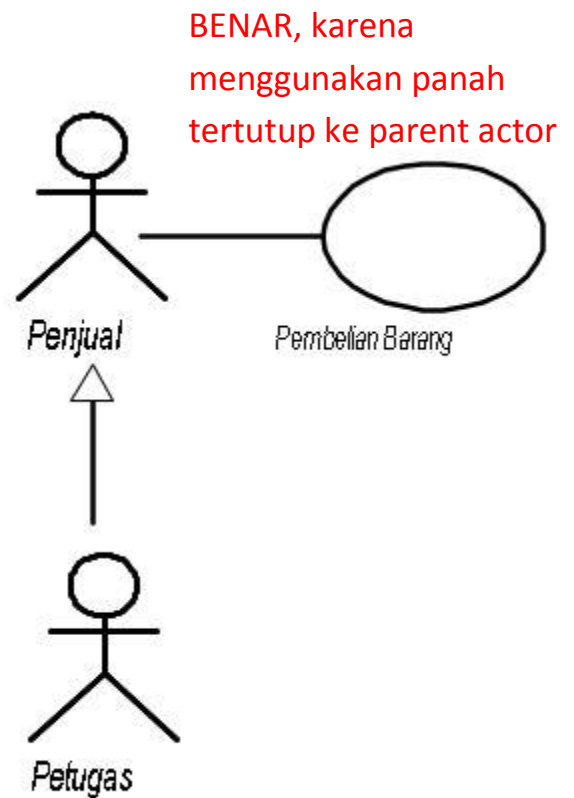 BENAR, karena
menggunakan panah
tertutup ke parent actor
Penjual
Pembelian Barang
Petugas